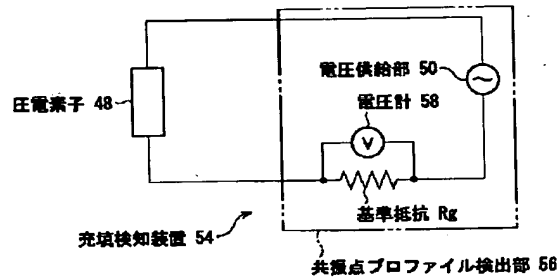 電圧供給部 50
電圧計 58
圧電素子 48
V
基準抵抗 Rg
充填検知装置 54
共振点プロファイル検出部 56